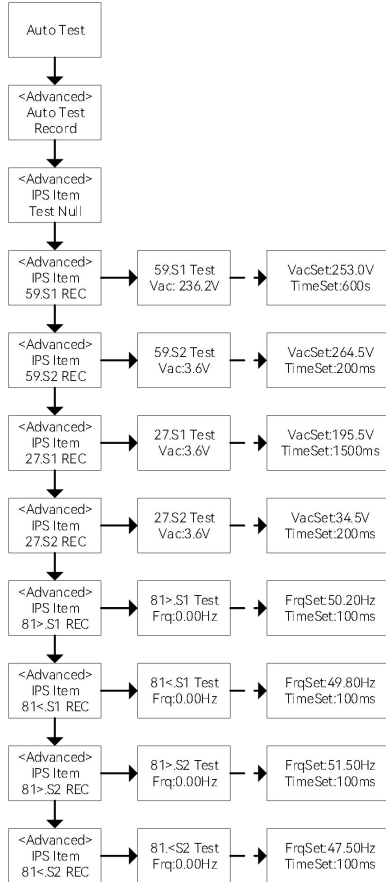 Auto Test
<Advanced>
Auto Test
Record
<Advanced>
IPS Item
Test Null
<Advanced>
IPS Item
59.S1 REC
59.S1 Test
Vac: 236.2V
VacSet:253.0V
TimeSet:600s
<Advanced>
IPS Item
59.S2 REC
59.S2 Test
Vac:3.6V
VacSet:264.5V
TimeSet:200ms
<Advanced>
IPS Item
27.S1 REC
27.S1 Test
Vac:3.6V
VacSet:195.5V
TimeSet:1500ms
<Advanced>
IPS Item
27.S2 REC
27.S2 Test
Vac:3.6V
VacSet:34.5V
TimeSet:200ms
<Advanced>
IPS Item
81>.S1 REC
81>.S1 Test
Frq:0.00Hz
FrqSet:50.20Hz
TimeSet:100ms
<Advanced>
IPS Item
81<.S1 REC
81<.S1 Test
Frq:0.00Hz
FrqSet:49.80Hz
TimeSet:100ms
<Advanced>
IPS Item
81>.S2 REC
81>.S2 Test
Frq:0.00Hz
FrqSet:51.50Hz
TimeSet:100ms
<Advanced>
IPS Item
81<.S2 REC
81.<S2 Test
Frq:0.00Hz
FrqSet:47.50Hz
TimeSet:100ms